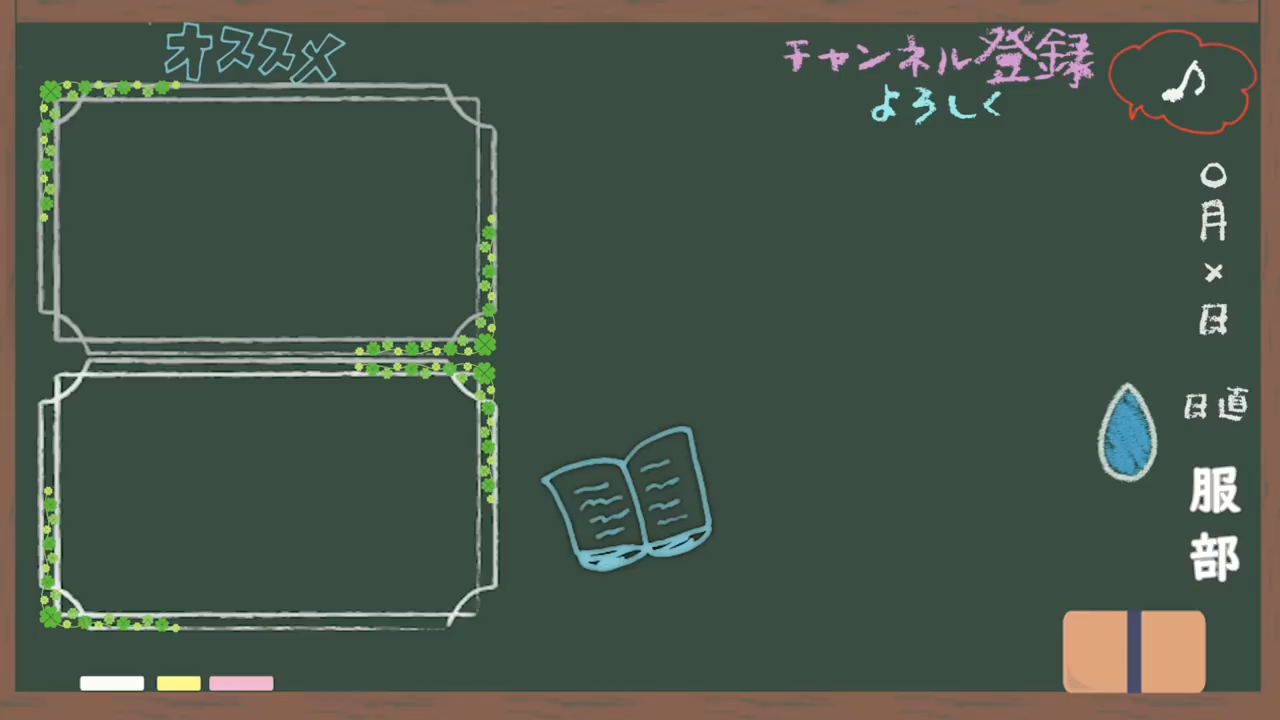 オススメ
チャンネル登録
よろしく
○月×日
日直
服部